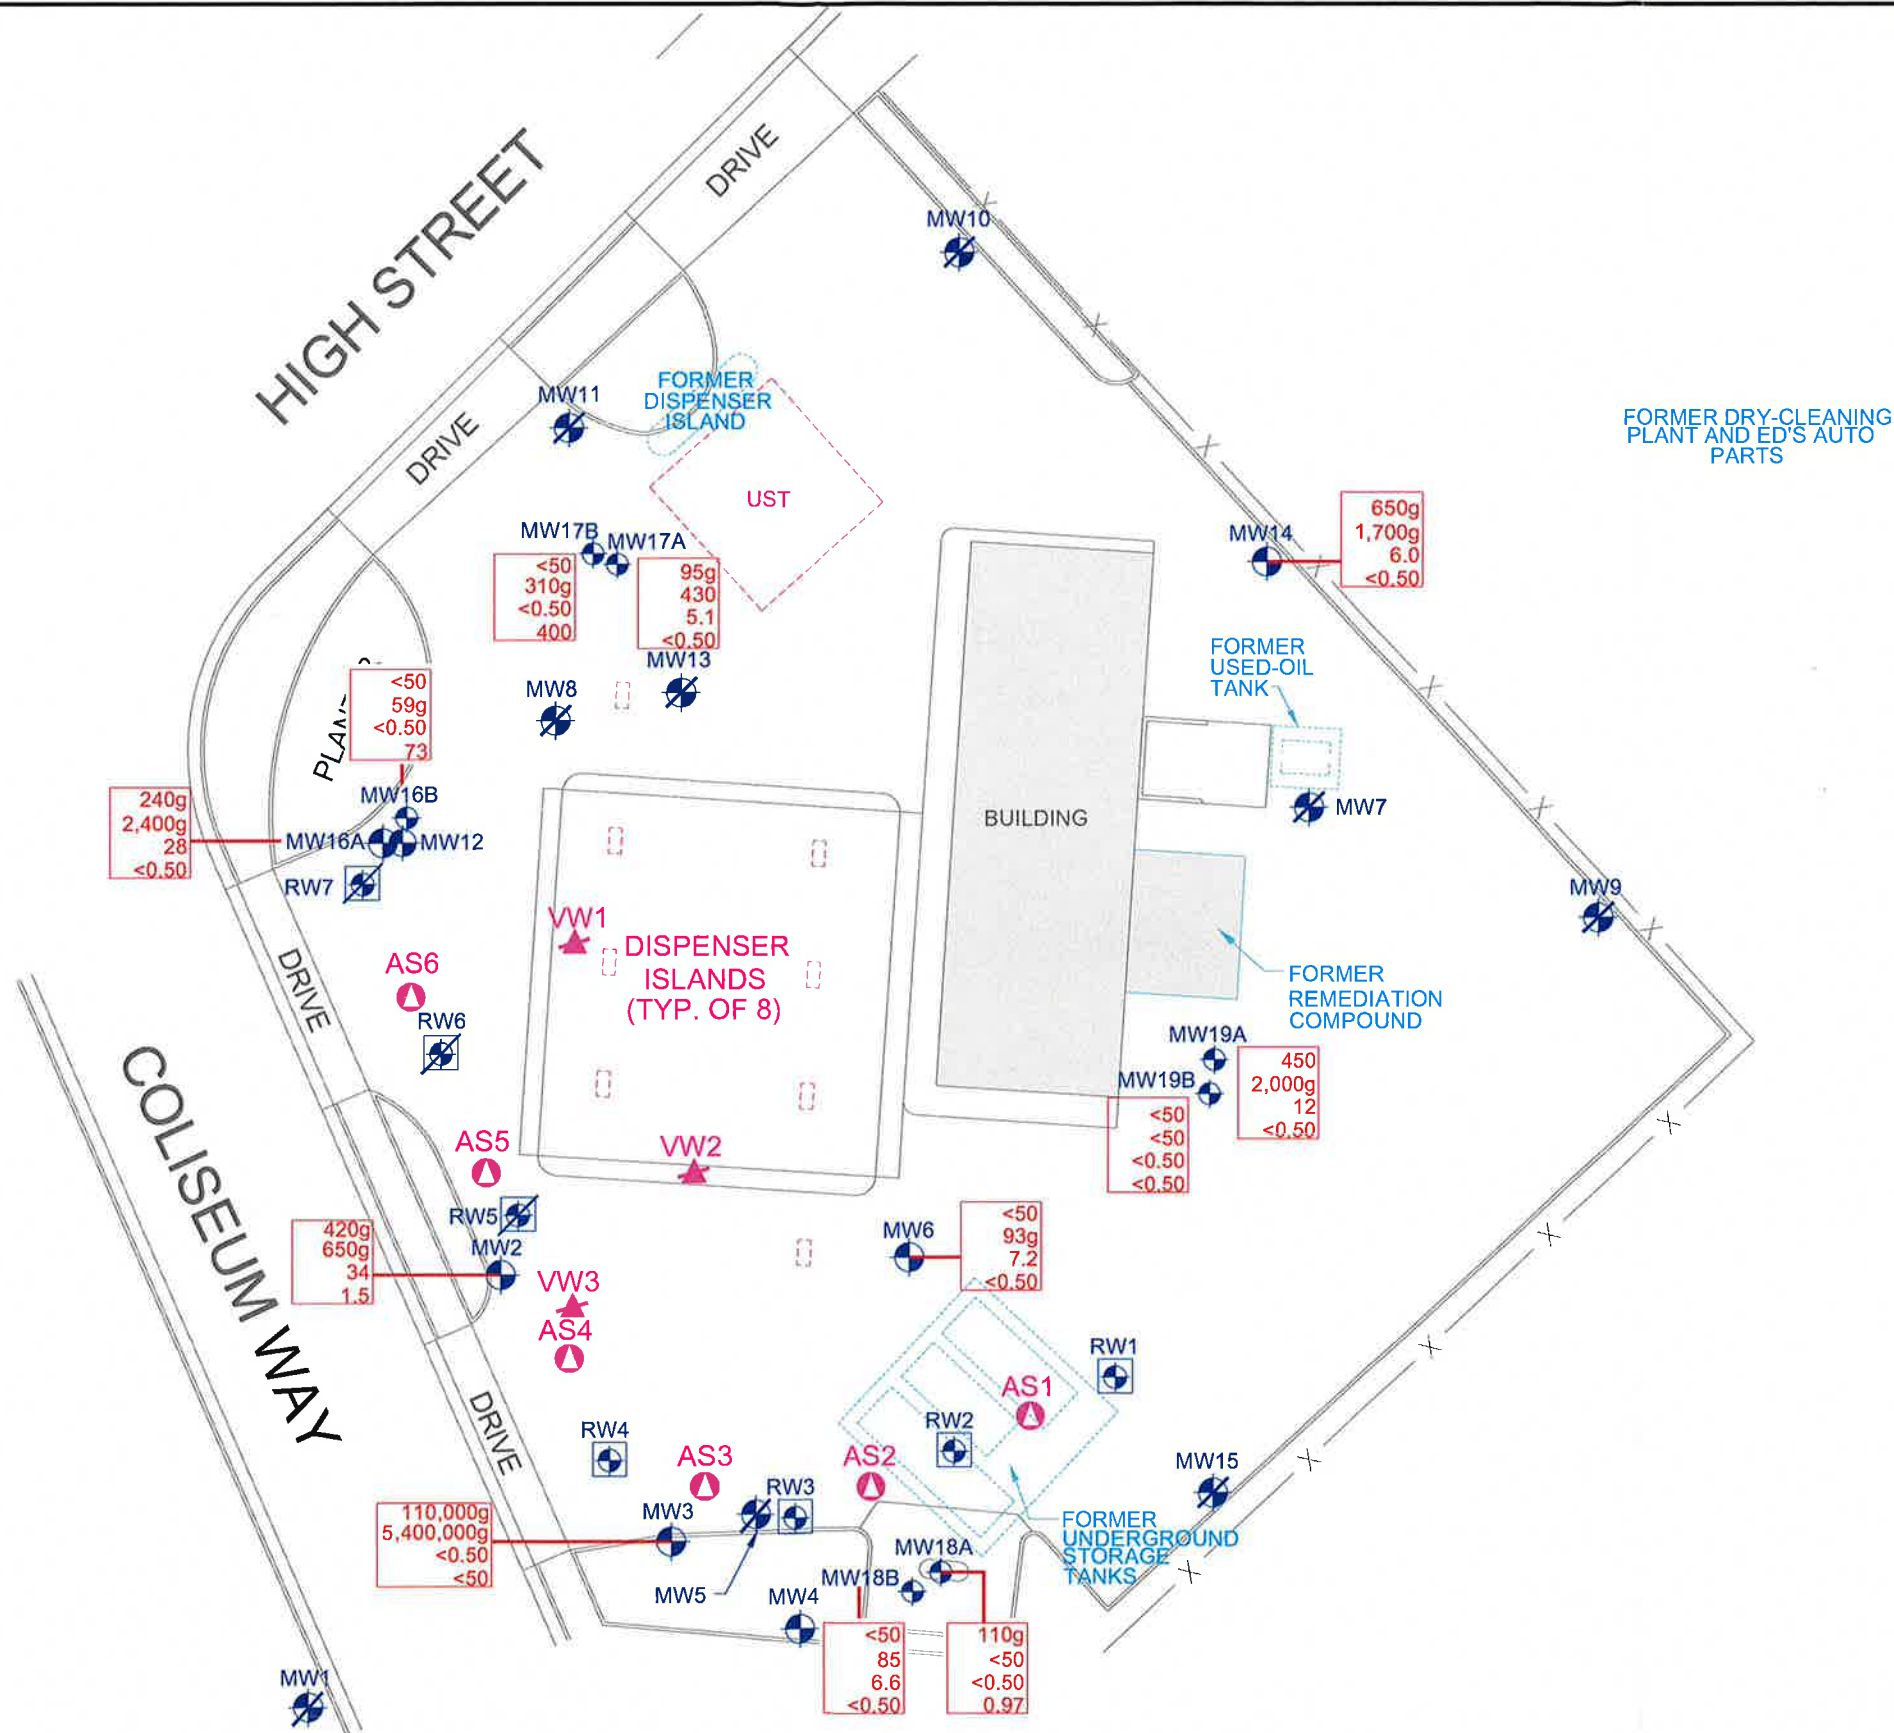 HIGH STREET
DRIVE
MW10
MW11
FORMER
DISPENSER
ISLAND
DRIVE
FORMER DRY-CLEANING
PLANT AND ED'S AUTO
PARTS
UST
MW17B
MW17A
<50
310g
<0.50
400
95g
430
5.1
<0.50
MW14
650g
1,700g
6.0
<0.50
MW13
MW8
FORMER
USED-OIL
TANK
MW7
<50
59g
<0.50
73
MW16B
240g
2,400g
28
<0.50
MW16A
MW12
RW7
BUILDING
MW9
VW1
DISPENSER
ISLANDS
(TYP. OF 8)
AS6
RW6
DRIVE
FORMER
REMEDIATION
COMPOUND
MW19A
450
2,000g
12
<0.50
MW19B
<50
<50
<0.50
<0.50
COLISEUM WAY
AS5
VW2
RW5
MW2
420g
650g
34
1.5
MW6
<50
93g
7.2
<0.50
VW3
AS4
RW1
AS1
RW2
DRIVE
RW4
AS3
AS2
MW15
RW3
MW3
110,000g
5,400,000g
<0.50
<50
FORMER
UNDERGROUND
STORAGE
TANKS
MW18A
MW18B
MW5
MW4
<50
85
6.6
<0.50
110g
<50
<0.50
0.97
MW1